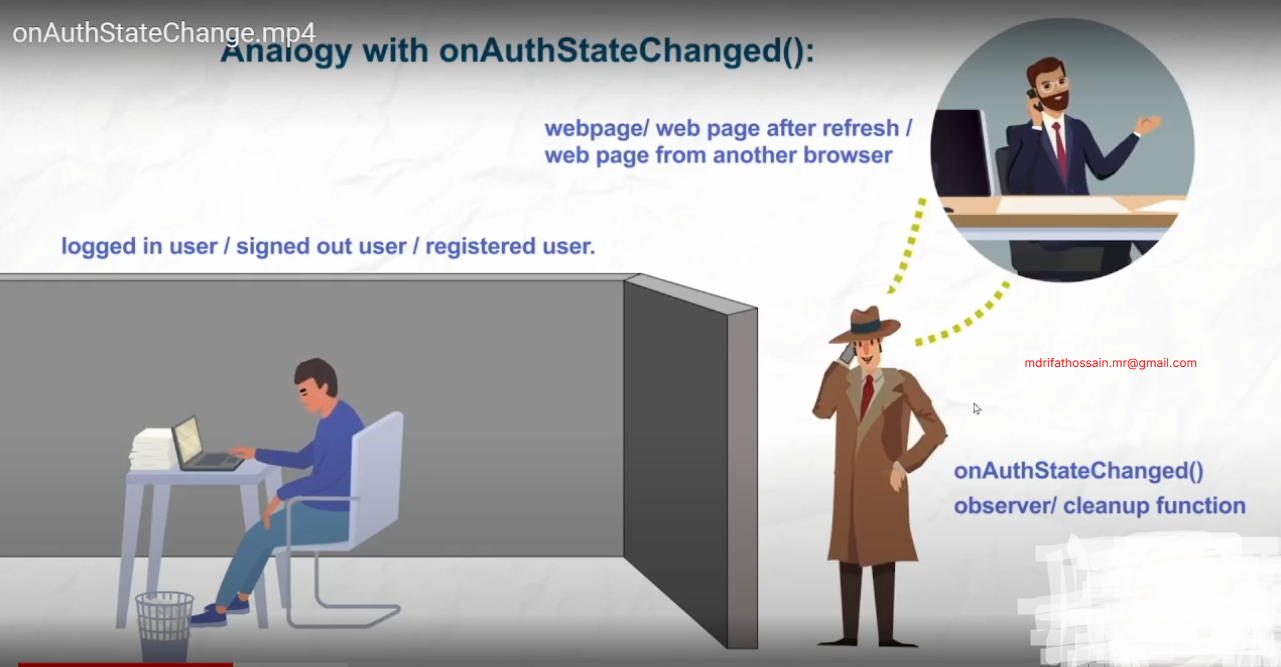 onAuthStateChange.mp4
Analogy with onAuthStateChanged():
webpage/ web page after refresh /
web page from another browser
logged in user / signed out user / registered user.
mdrifathossain.mr@gmail.com
onAuthStateChanged()
observer/ cleanup function